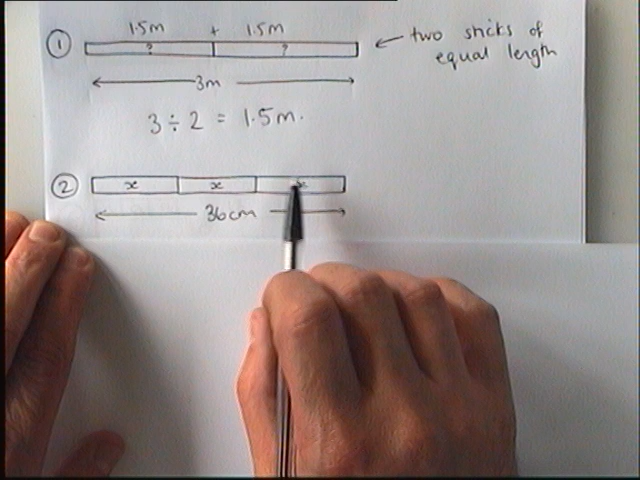 1.5m + 1.5m
① ? ?
← two sticks of
equal length
3m
3 ÷ 2 = 1.5m.
② x x x
36cm